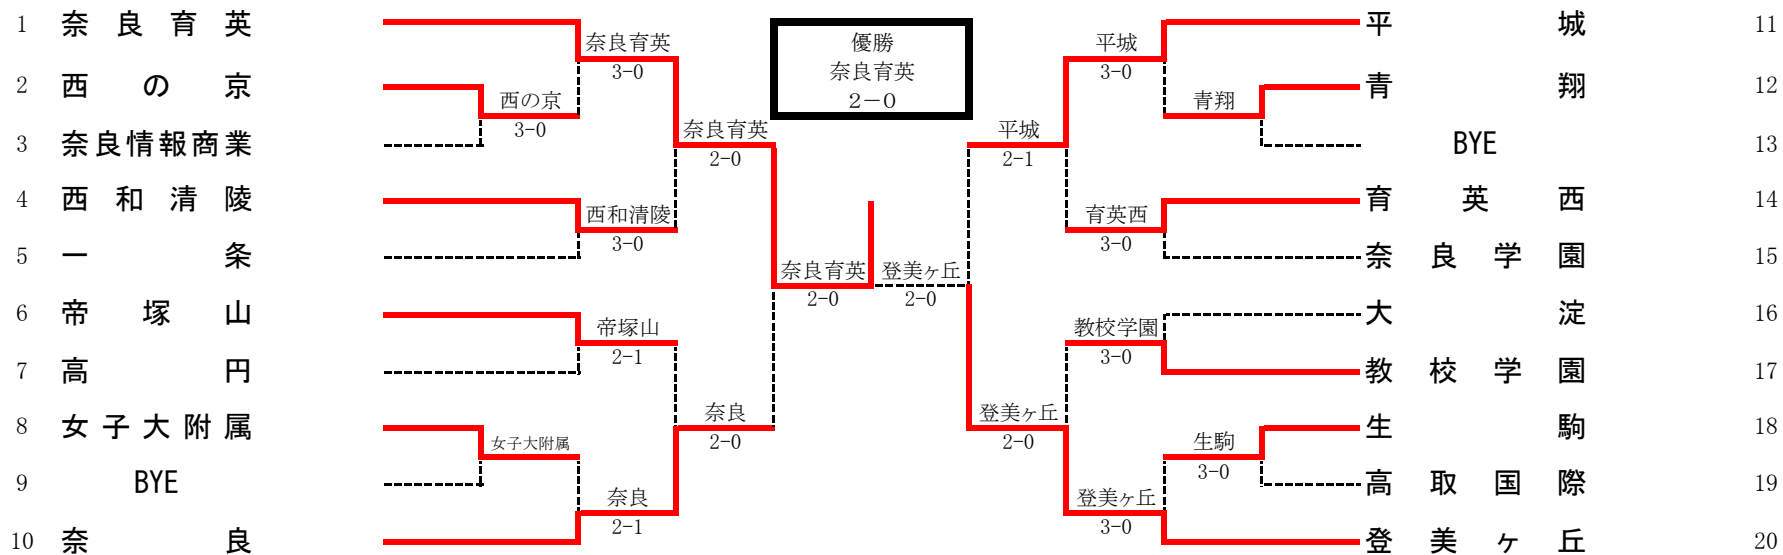 1 奈良育英
2 西の京
3 奈良情報商業
4 西和清陵
5 一条
6 帝塚山
7 高円
8 女子大附属
9 BYE
10 奈良
西の京
3-0
女子大附属
奈良育英
3-0
西和清陵
3-0
帝塚山
2-1
奈良
2-1
奈良育英
2-0
奈良
2-0
奈良育英
2-0
優勝
奈良育英
2－0
登美ヶ丘
2-0
平城
2-1
登美ヶ丘
2-0
平城
3-0
育英西
3-0
教校学園
3-0
登美ヶ丘
3-0
青翔
生駒
3-0
平城 11
青翔 12
BYE 13
育英西 14
奈良学園 15
大淀 16
教校学園 17
生駒 18
高取国際 19
登美ヶ丘 20